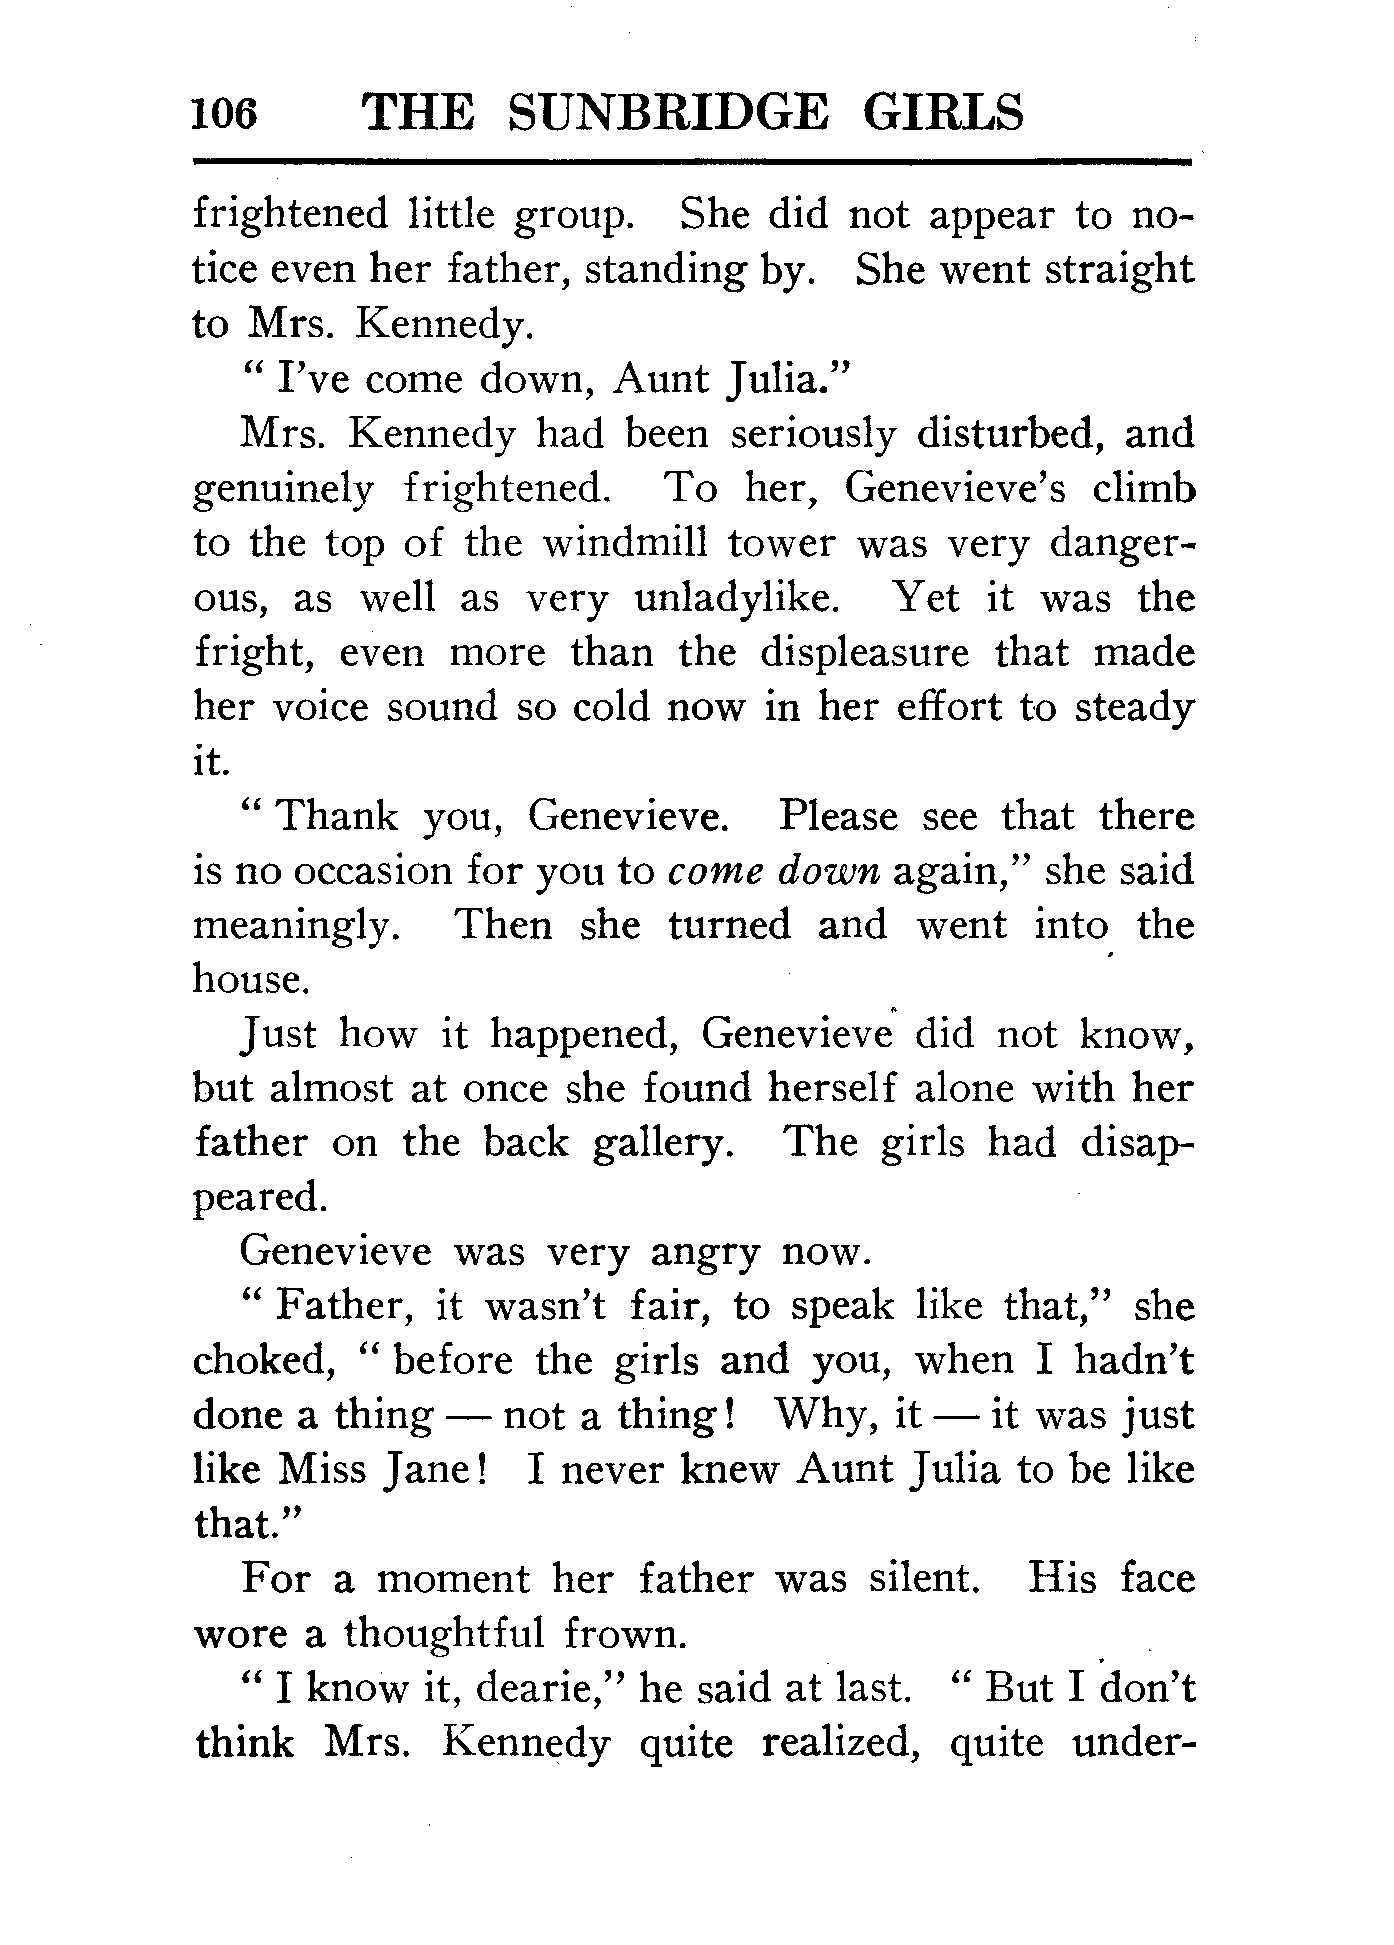 106 THE SUNBRIDGE GIRLS
frightened little group. She did not appear to no-
tice even her father, standing by. She went straight
to Mrs. Kennedy.
“ I've come down, Aunt Julia.”
Mrs. Kennedy had been seriously disturbed, and
genuinely frightened. To her, Genevieve's climb
to the top of the windmill tower was very danger-
ous, as well as very unladylike. Yet it was the
fright, even more than the displeasure that made
her voice sound so cold now in her effort to steady
it.
“ Thank you, Genevieve. Please see that there
is no occasion for you to come down again,” she said
meaningly. Then she turned and went into the
house.
Just how it happened, Genevieve did not know,
but almost at once she found herself alone with her
father on the back gallery. The girls had disap-
peared.
Genevieve was very angry now.
“ Father, it wasn't fair, to speak like that,” she
choked, “ before the girls and you, when I hadn't
done a thing — not a thing! Why, it — it was just
like Miss Jane! I never knew Aunt Julia to be like
that.”
For a moment her father was silent. His face
wore a thoughtful frown.
“ I know it, dearie,” he said at last. “ But I don't
think Mrs. Kennedy quite realized, quite under-